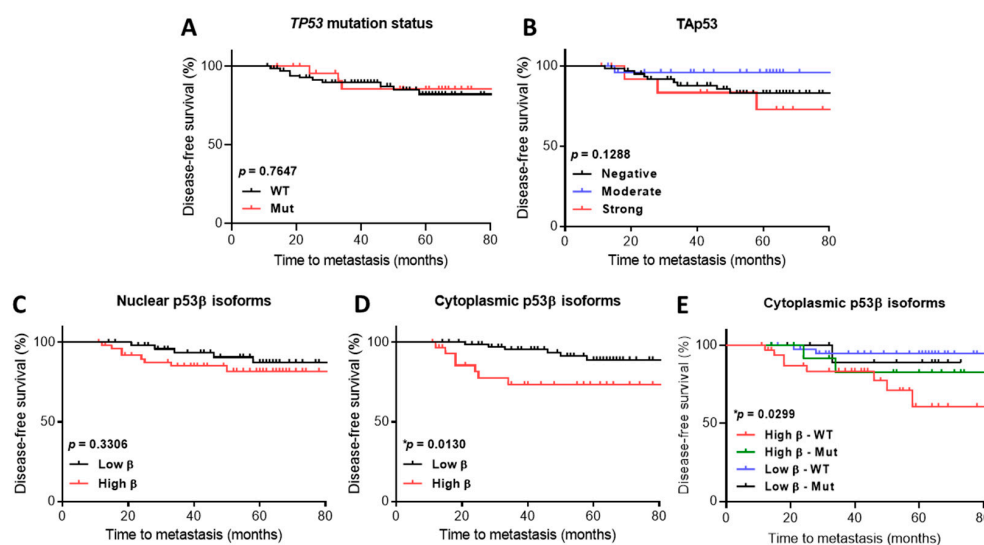 A
TP53 mutation status
Disease-free survival (%)
100
50
0
p = 0.7647
WT
Mut
0 20 40 60 80
Time to metastasis (months)
B
TAp53
Disease-free survival (%)
100
50
0
p = 0.1288
Negative
Moderate
Strong
0 20 40 60 80
Time to metastasis (months)
C
Nuclear p53β isoforms
Disease-free survival (%)
100
50
0
p = 0.3306
Low β
High β
0 20 40 60 80
Time to metastasis (months)
D
Cytoplasmic p53β isoforms
Disease-free survival (%)
100
50
0
*p = 0.0130
Low β
High β
0 20 40 60 80
Time to metastasis (months)
E
Cytoplasmic p53β isoforms
Disease-free survival (%)
100
50
0
*p = 0.0299
High β - WT
High β - Mut
Low β - WT
Low β - Mut
0 20 40 60 80
Time to metastasis (months)